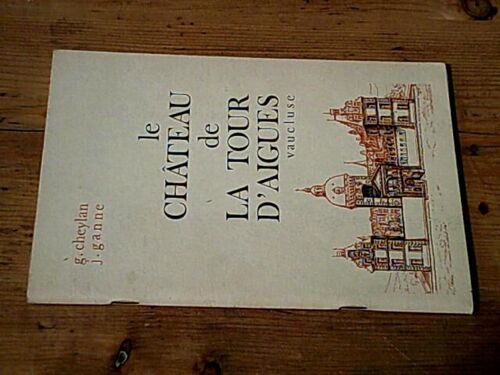 g. cheylan
j. ganne
le
CHÂTEAU
de
LA TOUR
D'AIGUES
vaucluse